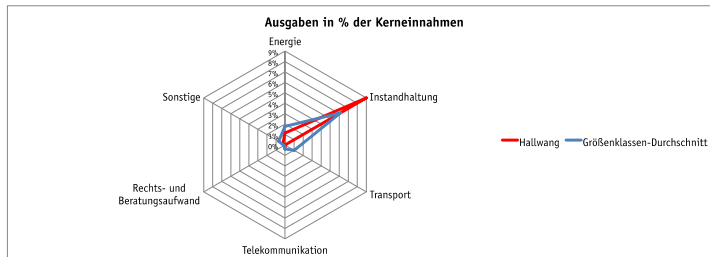 Ausgaben in % der Kerneinnahmen
Energie
9%
8%
7%
6%
5%
4%
3%
2%
1%
0%
Sonstige
Instandhaltung
Hallwang
Größenklassen-Durchschnitt
Rechts- und
Beratungsaufwand
Transport
Telekommunikation